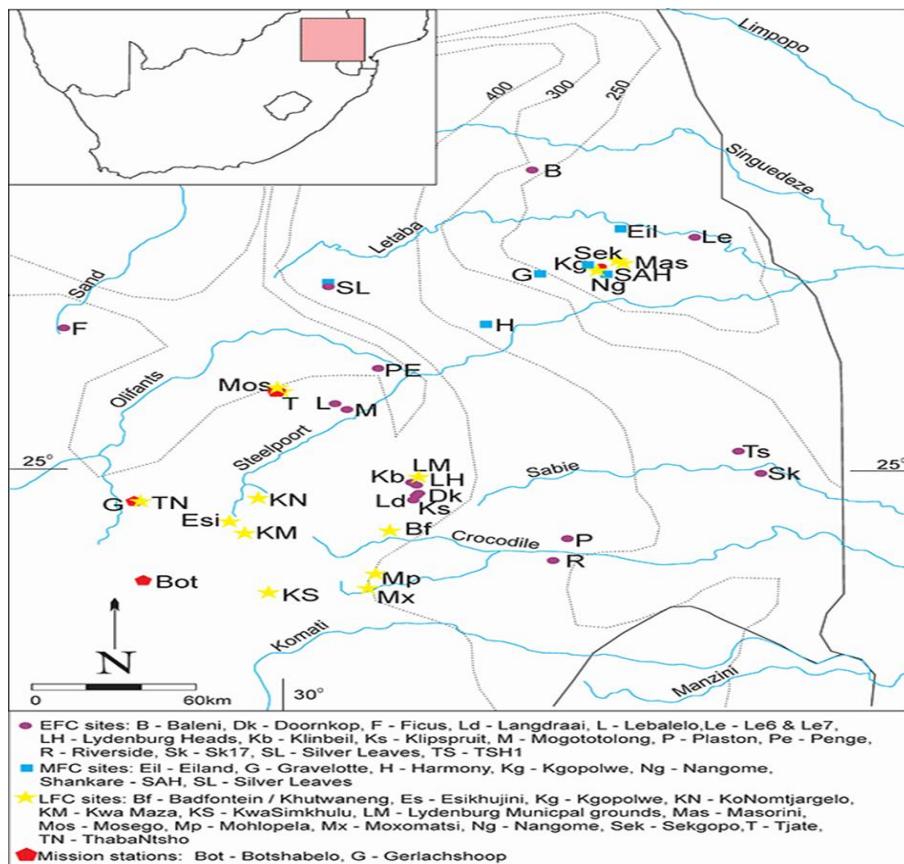 Limpopo
400
300
250
Singuedeze
B
Letaba
Eil
Le
Sek
Kg
Mas
G
SAH
Ng
Sand
SL
F
H
Olifants
PE
Mos
T
L
M
Steelpoort
25°
LM
Kb
LH
Ts
25°
Sabie
Sk
Ld
Dk
Ks
G
TN
KN
Esi
KM
Bf
Crocodile
P
R
Bot
Mp
KS
Mx
N
Komati
Manzini
0
60km
30°
EFC sites: B - Baleni, Dk - Doornkop, F - Ficus, Ld - Langdraai, L - Lebalelo,Le - Le6 & Le7,
LH - Lydenburg Heads, Kb - Klinbeil, Ks - Klipspruit, M - Mogototolong, P - Plaston, Pe - Penge,
R - Riverside, Sk - Sk17, SL - Silver Leaves, TS - TSH1
MFC sites: Eil - Eiland, G - Gravelotte, H - Harmony, Kg - Kgopolwe, Ng - Nangome,
Shankare - SAH, SL - Silver Leaves
LFC sites: Bf - Badfontein / Khutwaneng, Es - Esikhujini, Kg - Kgopolwe, KN - KoNomtjargelo,
KM - Kwa Maza, KS - KwaSimkhulu, LM - Lydenburg Municpal grounds, Mas - Masorini,
Mos - Mosego, Mp - Mohlopela, Mx - Moxomatsi, Ng - Nangome, Sek - Sekgopo,T - Tjate,
TN - ThabaNtsho
Mission stations: Bot - Botshabelo, G - Gerlachshoop